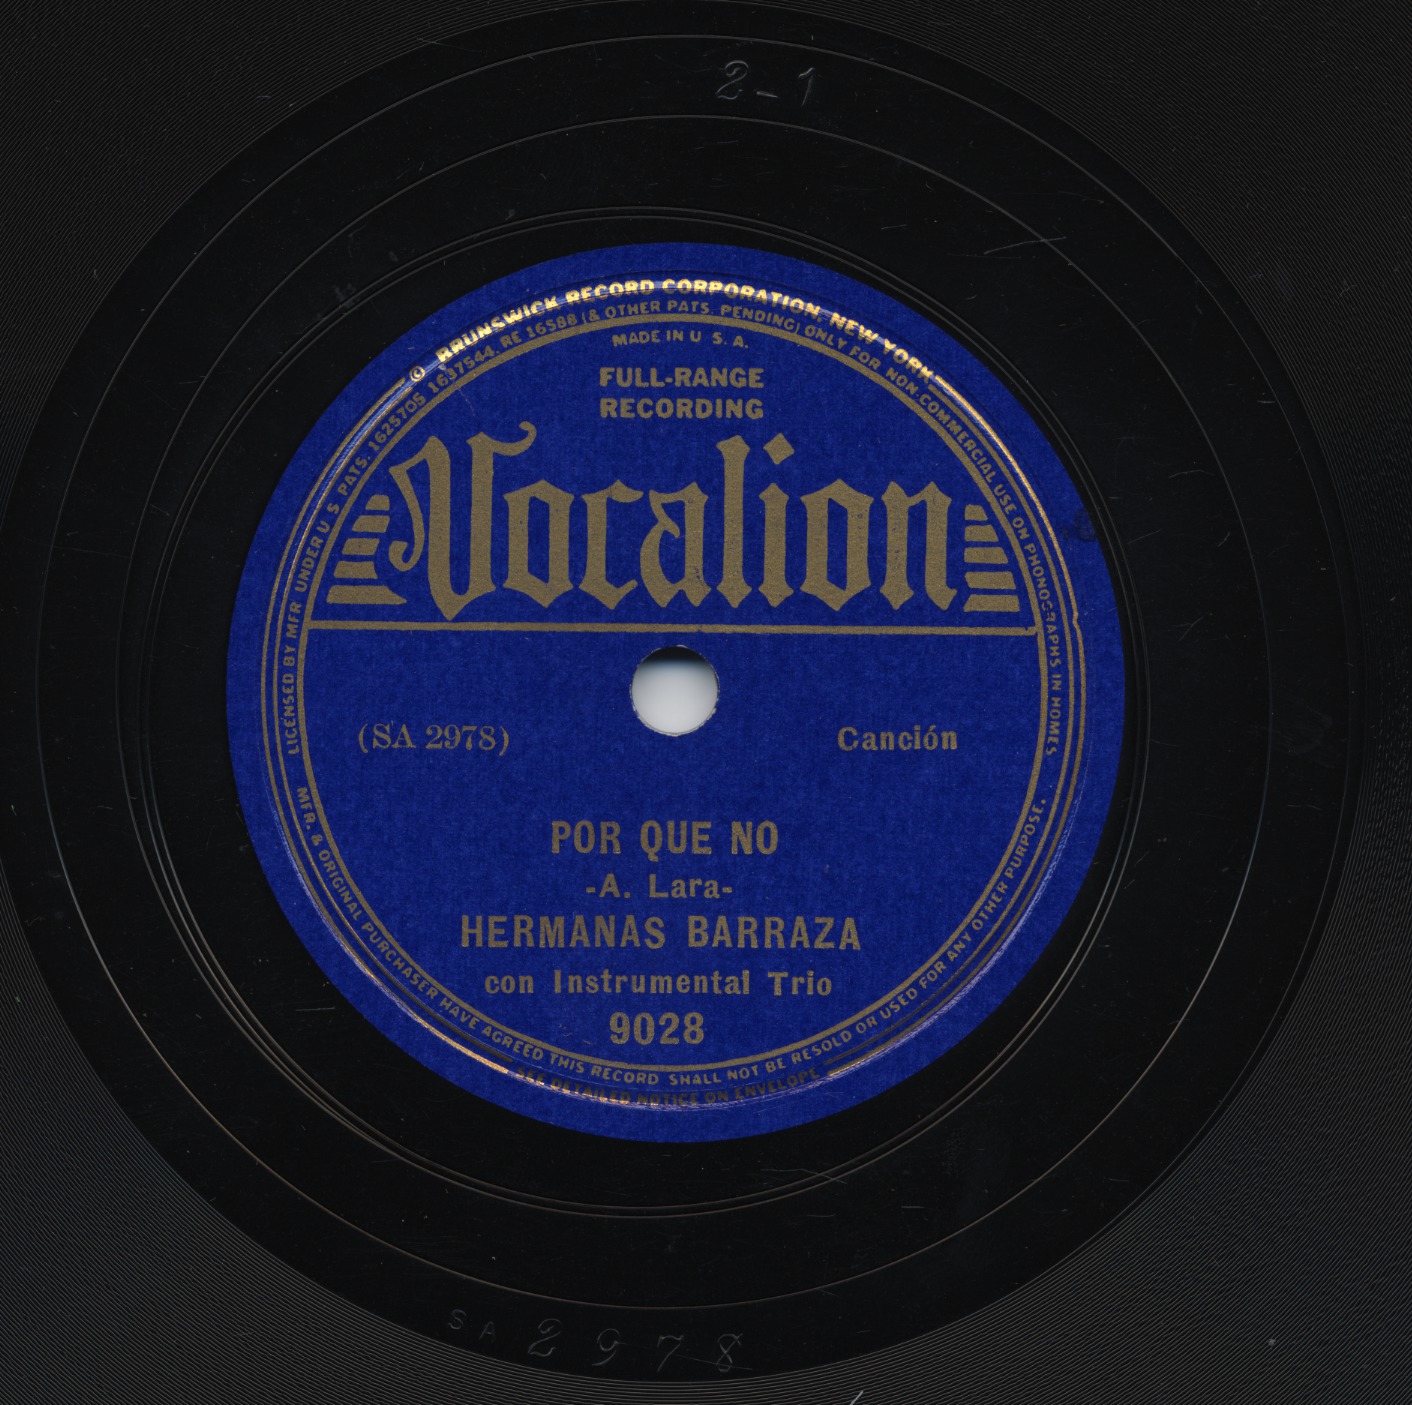 2-1
© BRUNSWICK RECORD CORPORATION, NEW YORK
LICENSED BY MFR UNDER U S PATS. 1625705 1637544, RE 16588 (& OTHER PATS. PENDING) ONLY FOR NON-COMMERCIAL USE ON PHONOGRAPHS IN HOMES
MADE IN U S. A.
FULL-RANGE
RECORDING
Vocalion
(SA 2978)
Canción
POR QUE NO
-A. Lara-
HERMANAS BARRAZA
con Instrumental Trio
9028
MFR. & ORIGINAL PURCHASER HAVE AGREED THIS RECORD SHALL NOT BE RESOLD OR USED FOR ANY OTHER PURPOSE.
SEE DETAILED NOTICE ON ENVELOPE
SA 2978